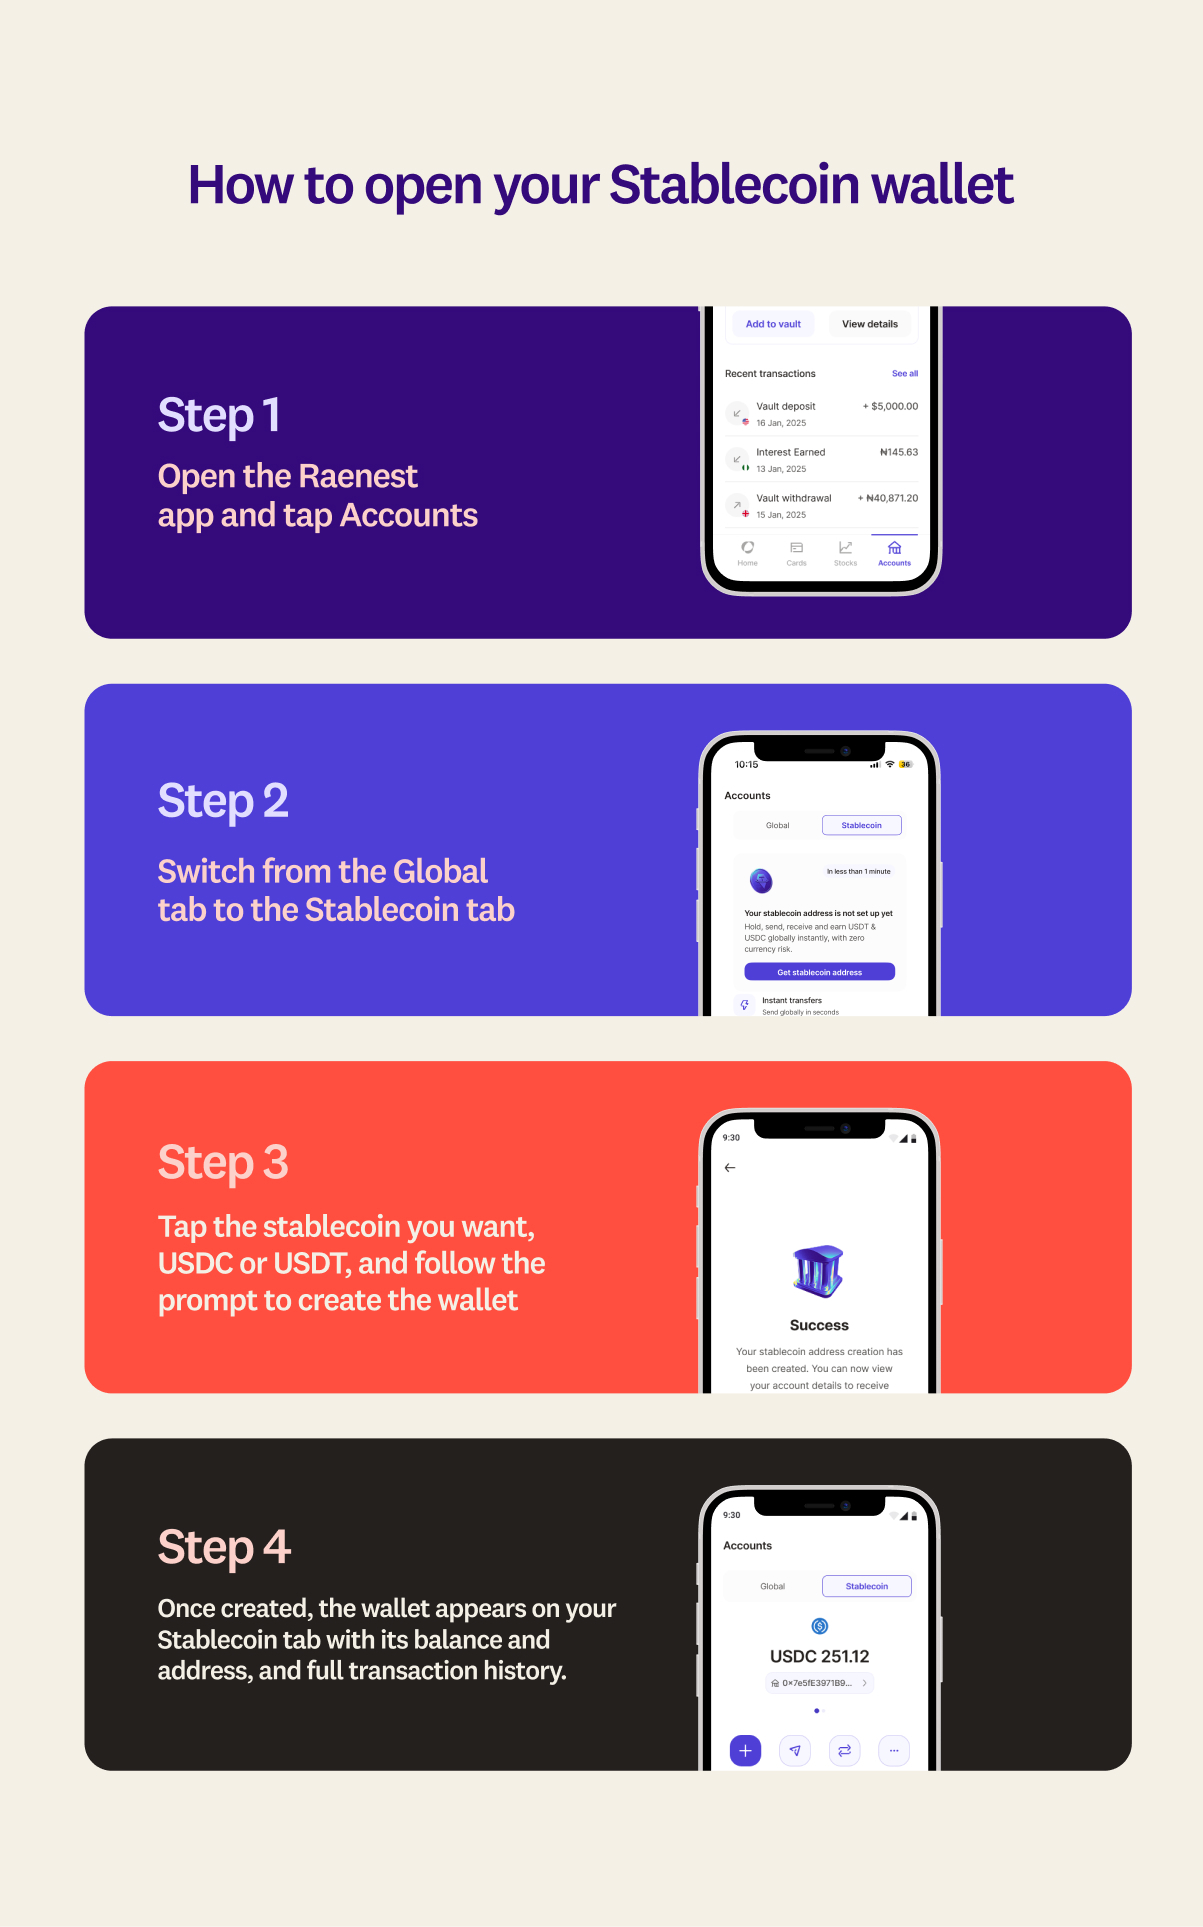 How to open your Stablecoin wallet
Step 1
Open the Raenest
app and tap Accounts
Add to vault
View details
Recent transactions
See all
Vault deposit
+ $5,000.00
16 Jan, 2025
Interest Earned
₦145.63
13 Jan, 2025
Vault withdrawal
+ ₦40,871.20
15 Jan, 2025
Home
Cards
Stocks
Accounts
Step 2
Switch from the Global
tab to the Stablecoin tab
10:15
36
Accounts
Global
Stablecoin
In less than 1 minute
Your stablecoin address is not set up yet
Hold, send, receive and earn USDT &
USDC globally instantly, with zero
currency risk.
Get stablecoin address
Instant transfers
Send globally in seconds
Step 3
Tap the stablecoin you want,
USDC or USDT, and follow the
prompt to create the wallet
9:30
Success
Your stablecoin address creation has
been created. You can now view
your account details to receive
Step 4
Once created, the wallet appears on your
Stablecoin tab with its balance and
address, and full transaction history.
9:30
Accounts
Global
Stablecoin
USDC 251.12
0x7e5fE3971B9...